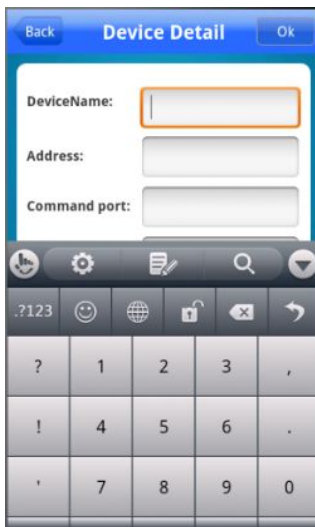 Back Device Detail Ok
DeviceName:
Address:
Command port:
.?123
? 1 2 3 ,
! 4 5 6 .
' 7 8 9 0